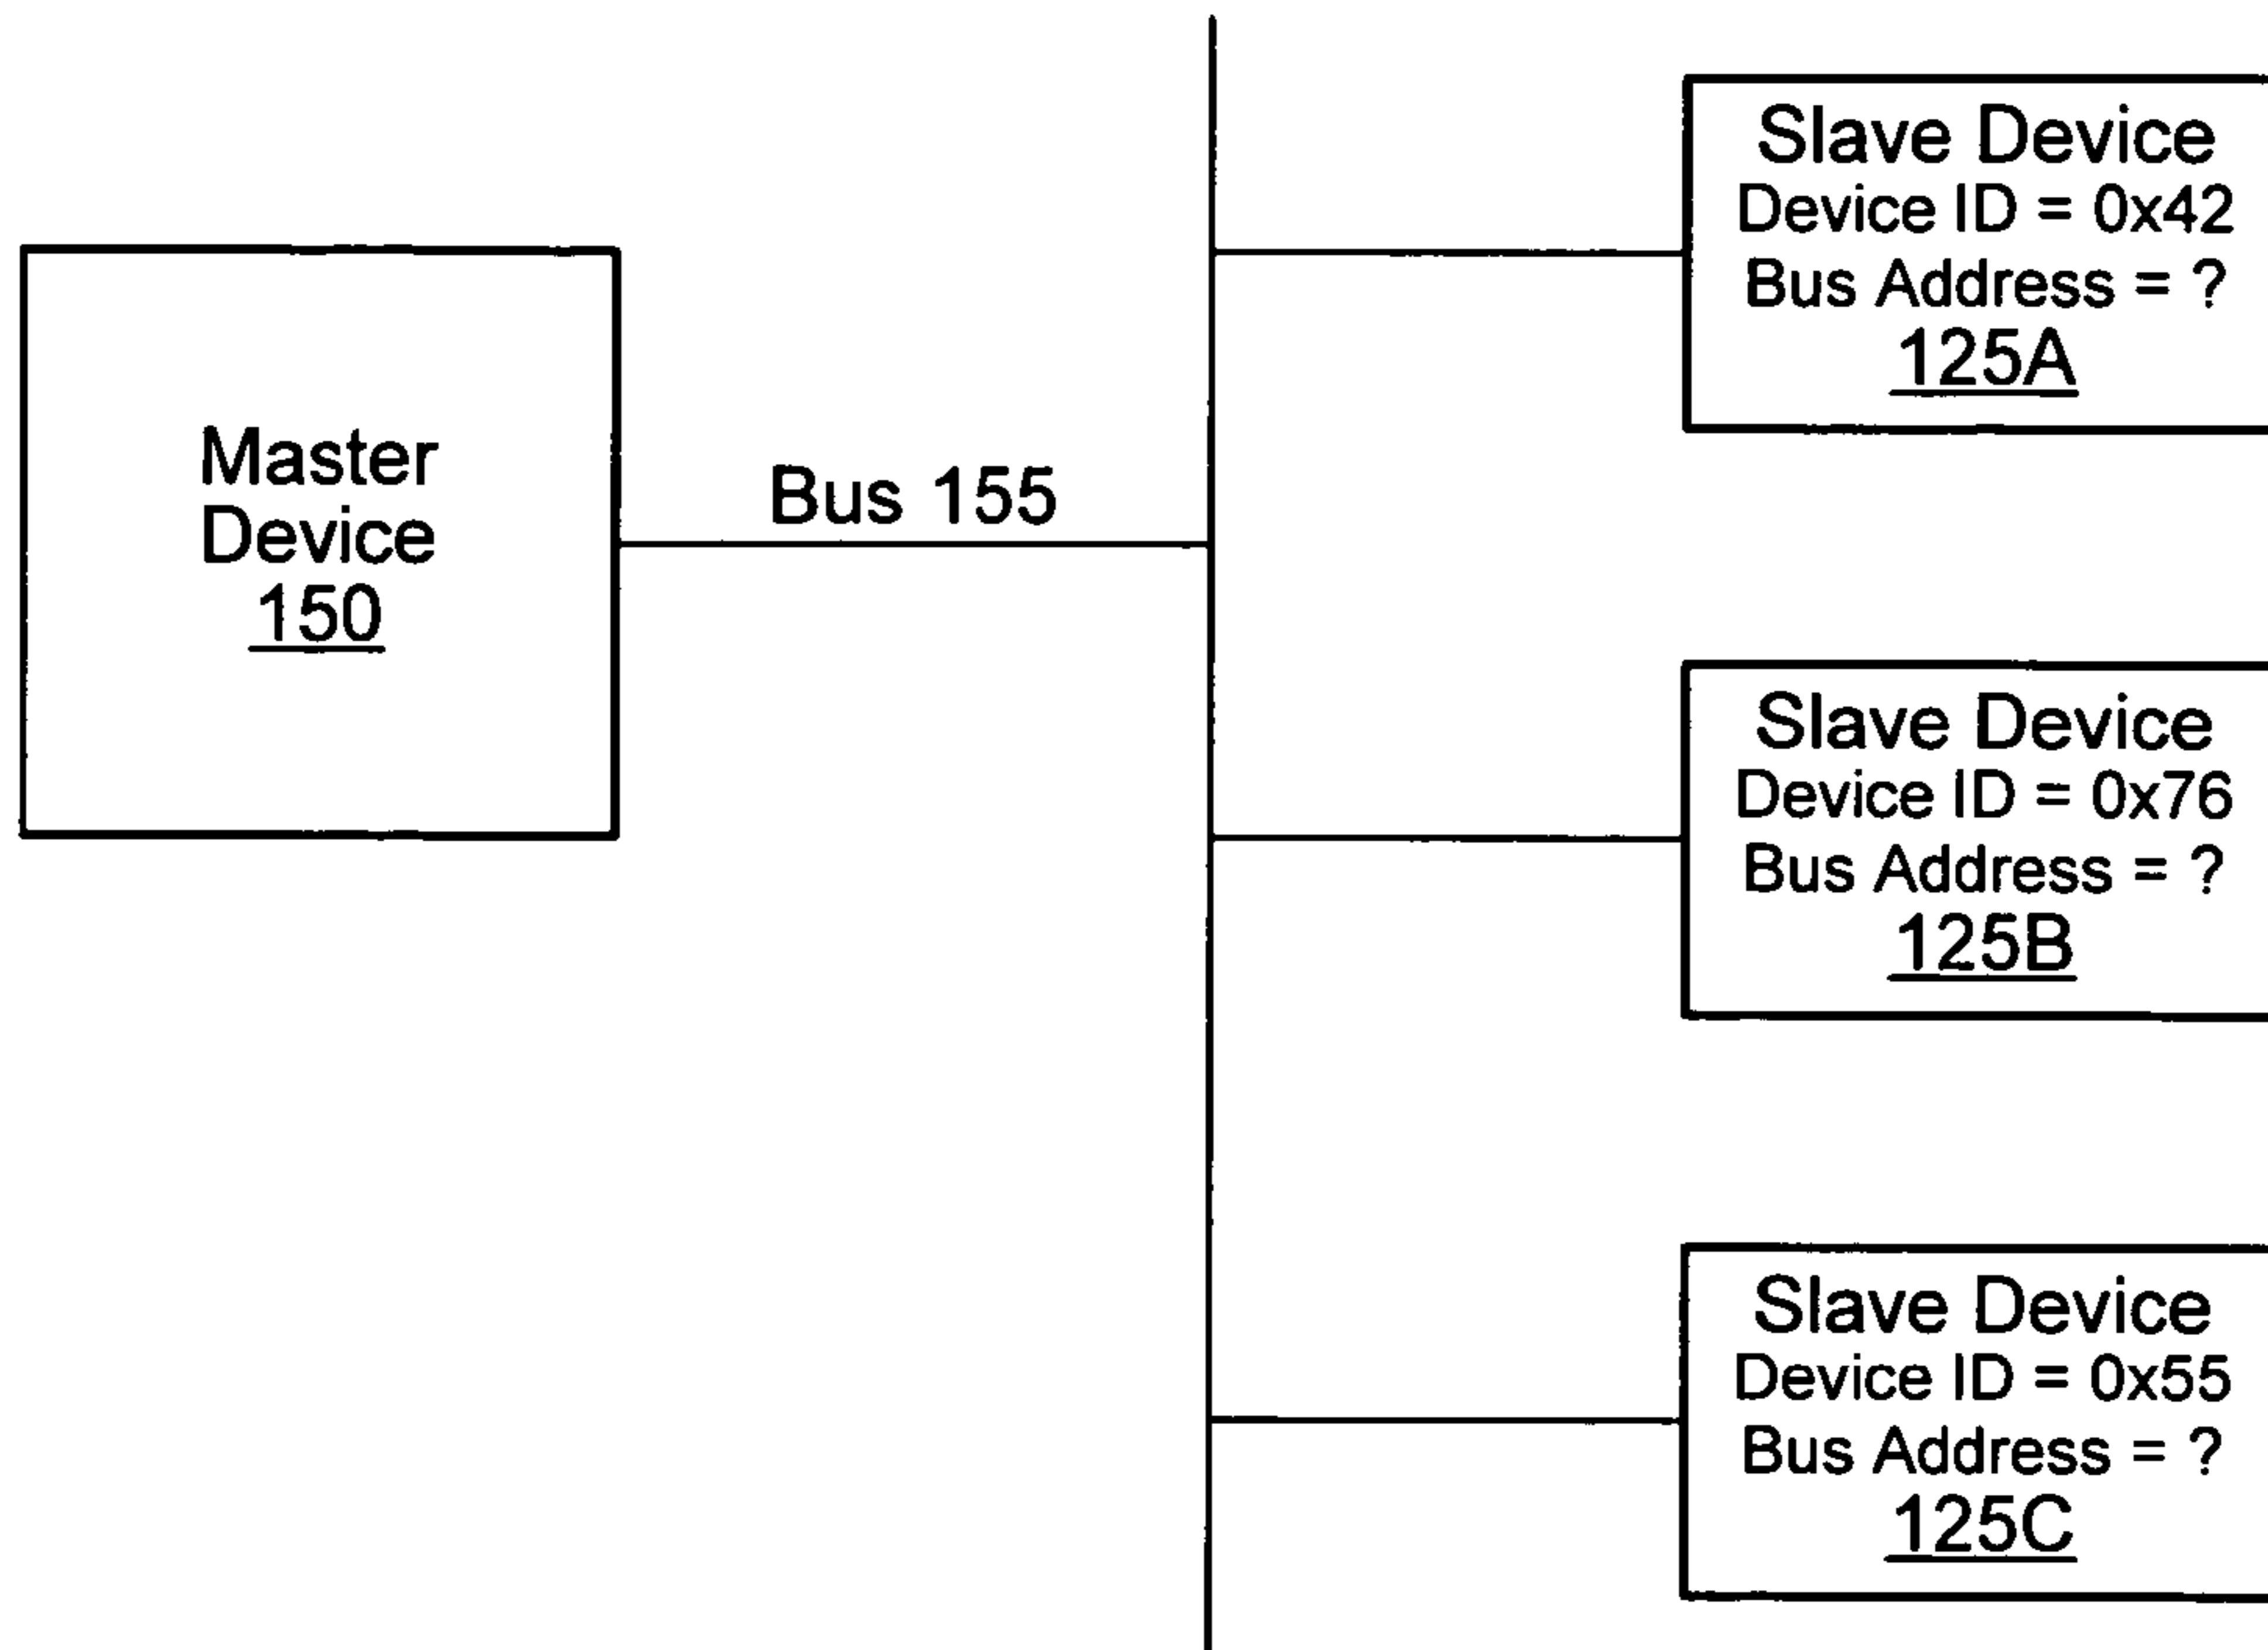 Master
Device
150
Bus 155
Slave Device
Device ID = 0x42
Bus Address = ?
125A
Slave Device
Device ID = 0x76
Bus Address = ?
125B
Slave Device
Device ID = 0x55
Bus Address = ?
125C